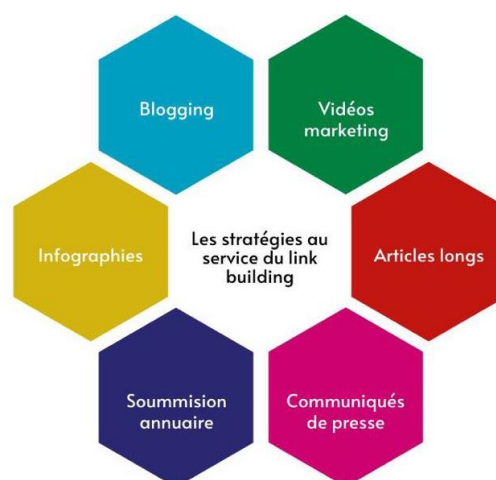 Blogging
Vidéos
marketing
Infographies
Les stratégies au
service du link
building
Articles longs
Soummision
annuaire
Communiqués
de presse